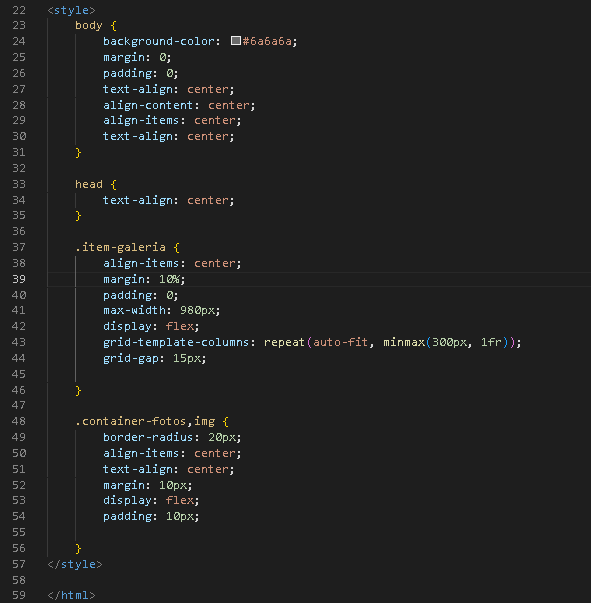 22 <style>
23 body {
24 background-color: #6a6a6a;
25 margin: 0;
26 padding: 0;
27 text-align: center;
28 align-content: center;
29 align-items: center;
30 text-align: center;
31 }
32
33 head {
34 text-align: center;
35 }
36
37 .item-galeria {
38 align-items: center;
39 margin: 10%;
40 padding: 0;
41 max-width: 980px;
42 display: flex;
43 grid-template-columns: repeat(auto-fit, minmax(300px, 1fr));
44 grid-gap: 15px;
45
46 }
47
48 .container-fotos,img {
49 border-radius: 20px;
50 align-items: center;
51 text-align: center;
52 margin: 10px;
53 display: flex;
54 padding: 10px;
55
56 }
57 </style>
58
59 </html>